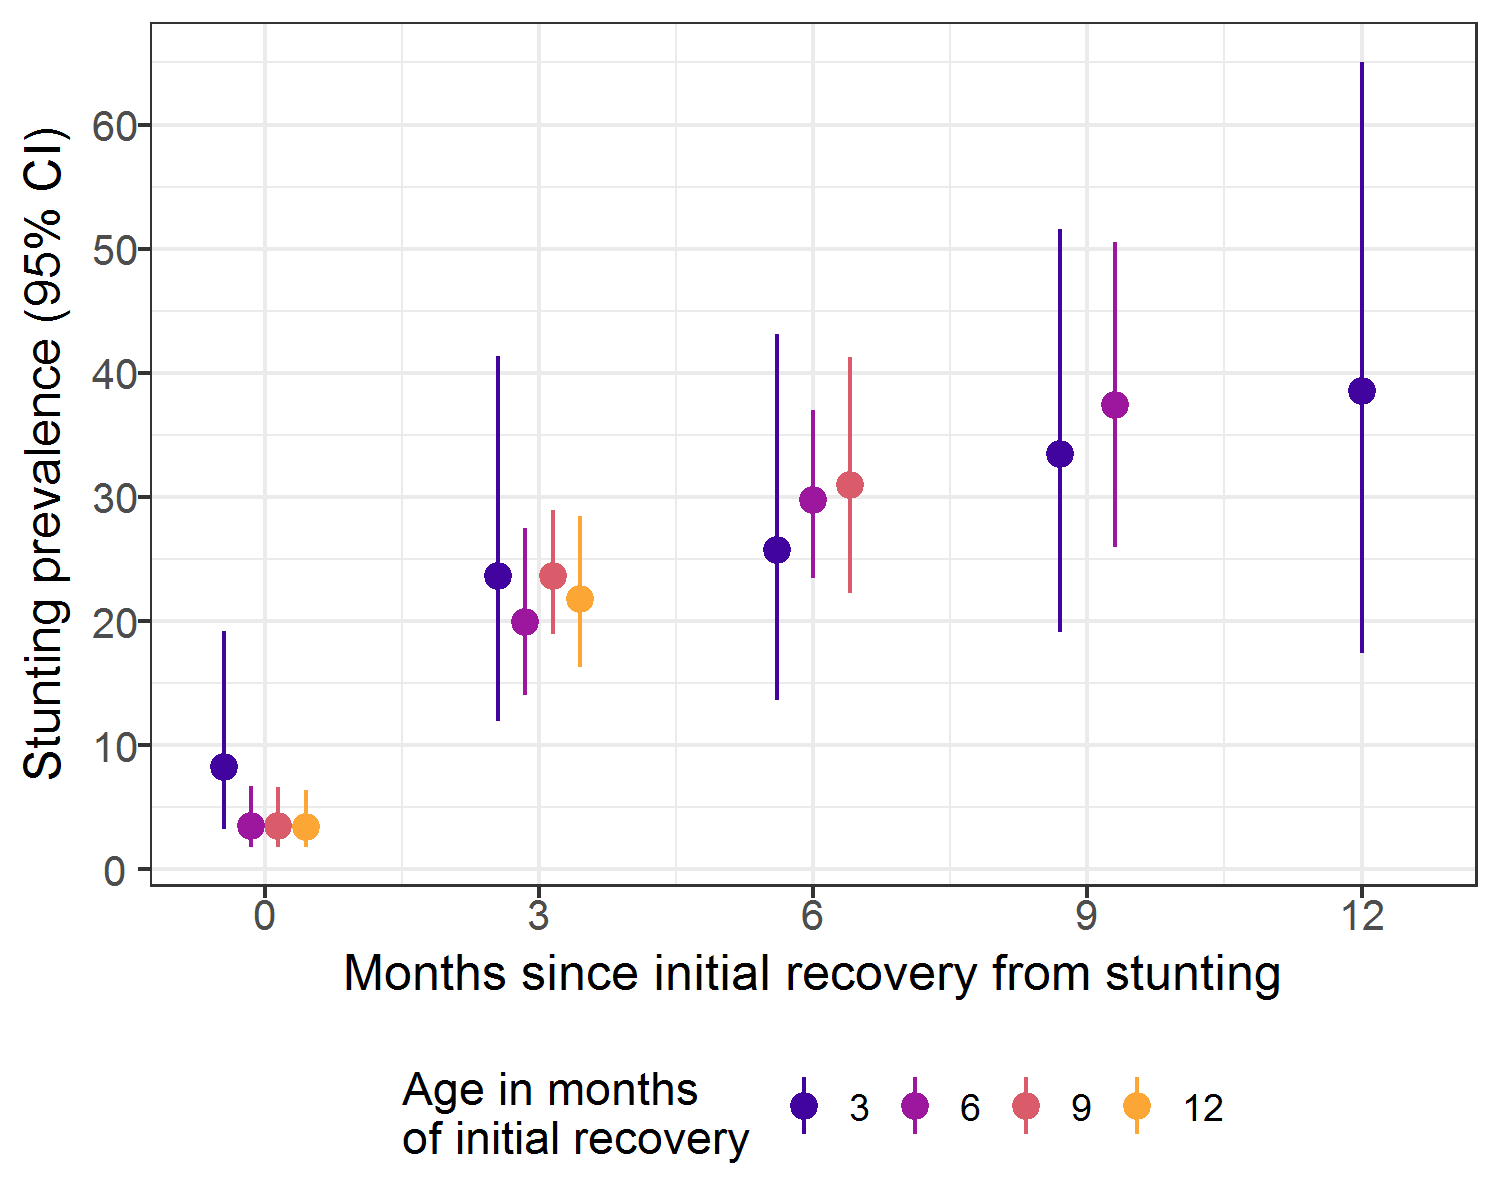 Stunting prevalence (95% CI)
60
50
40
30
20
10
0
0 3 6 9 12
Months since initial recovery from stunting
Age in months
of initial recovery
3 6 9 12